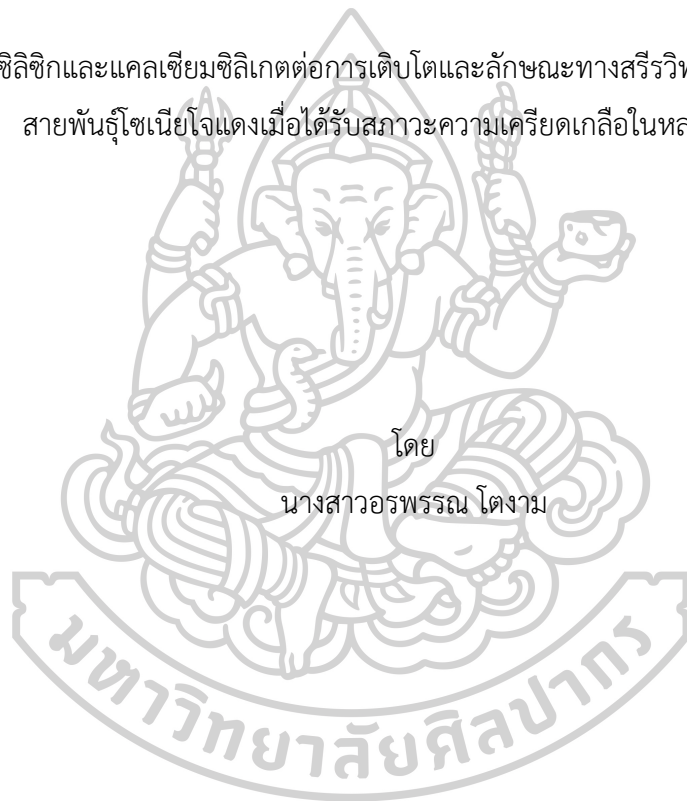 ซิลิซิกและแคลเซียมซิลิเกตต่อการเติบโตและลักษณะทางสรีรวิท
สายพันธุ์โซเนียโจแดงเมื่อได้รับสภาวะความเครียดเกลือในหล
โดย
นางสาวอรพรรณ โตงาม
มหาวิทยาลัยศิลปากร